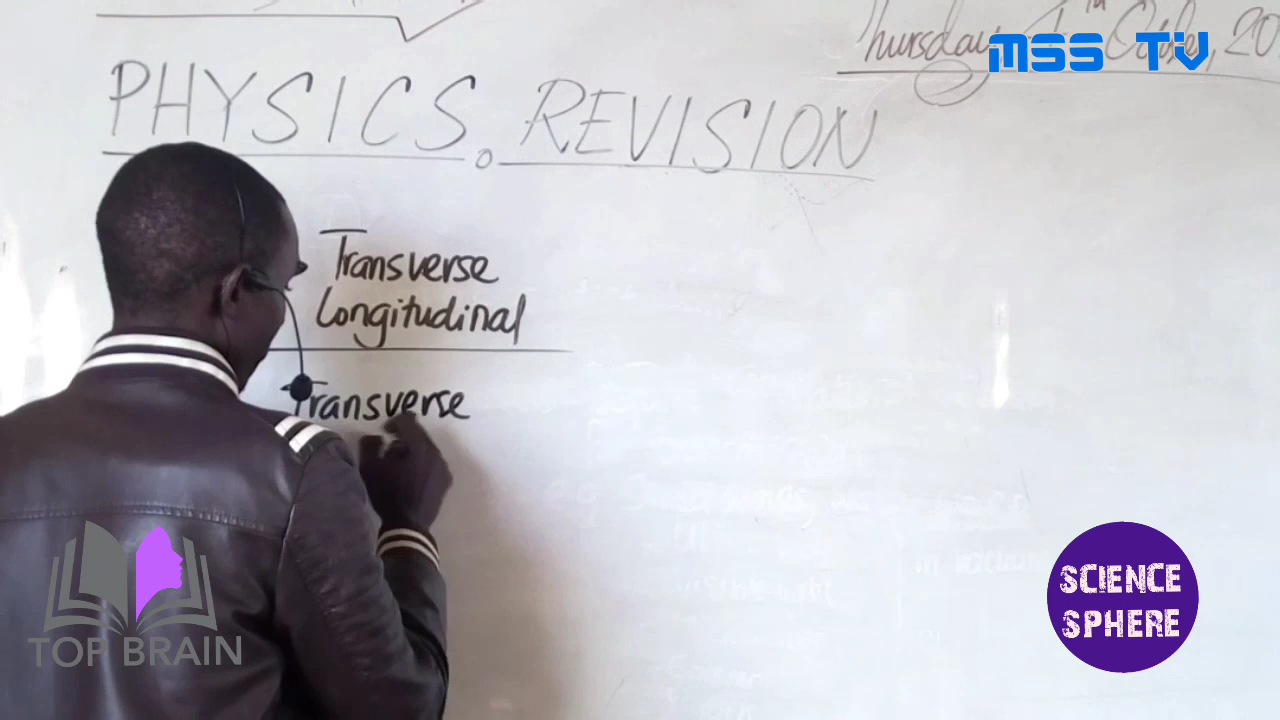 Thursday
MSS TV
PHYSICS REVISION
Transverse
Longitudinal
Transverse
TOP BRAIN
SCIENCE
SPHERE